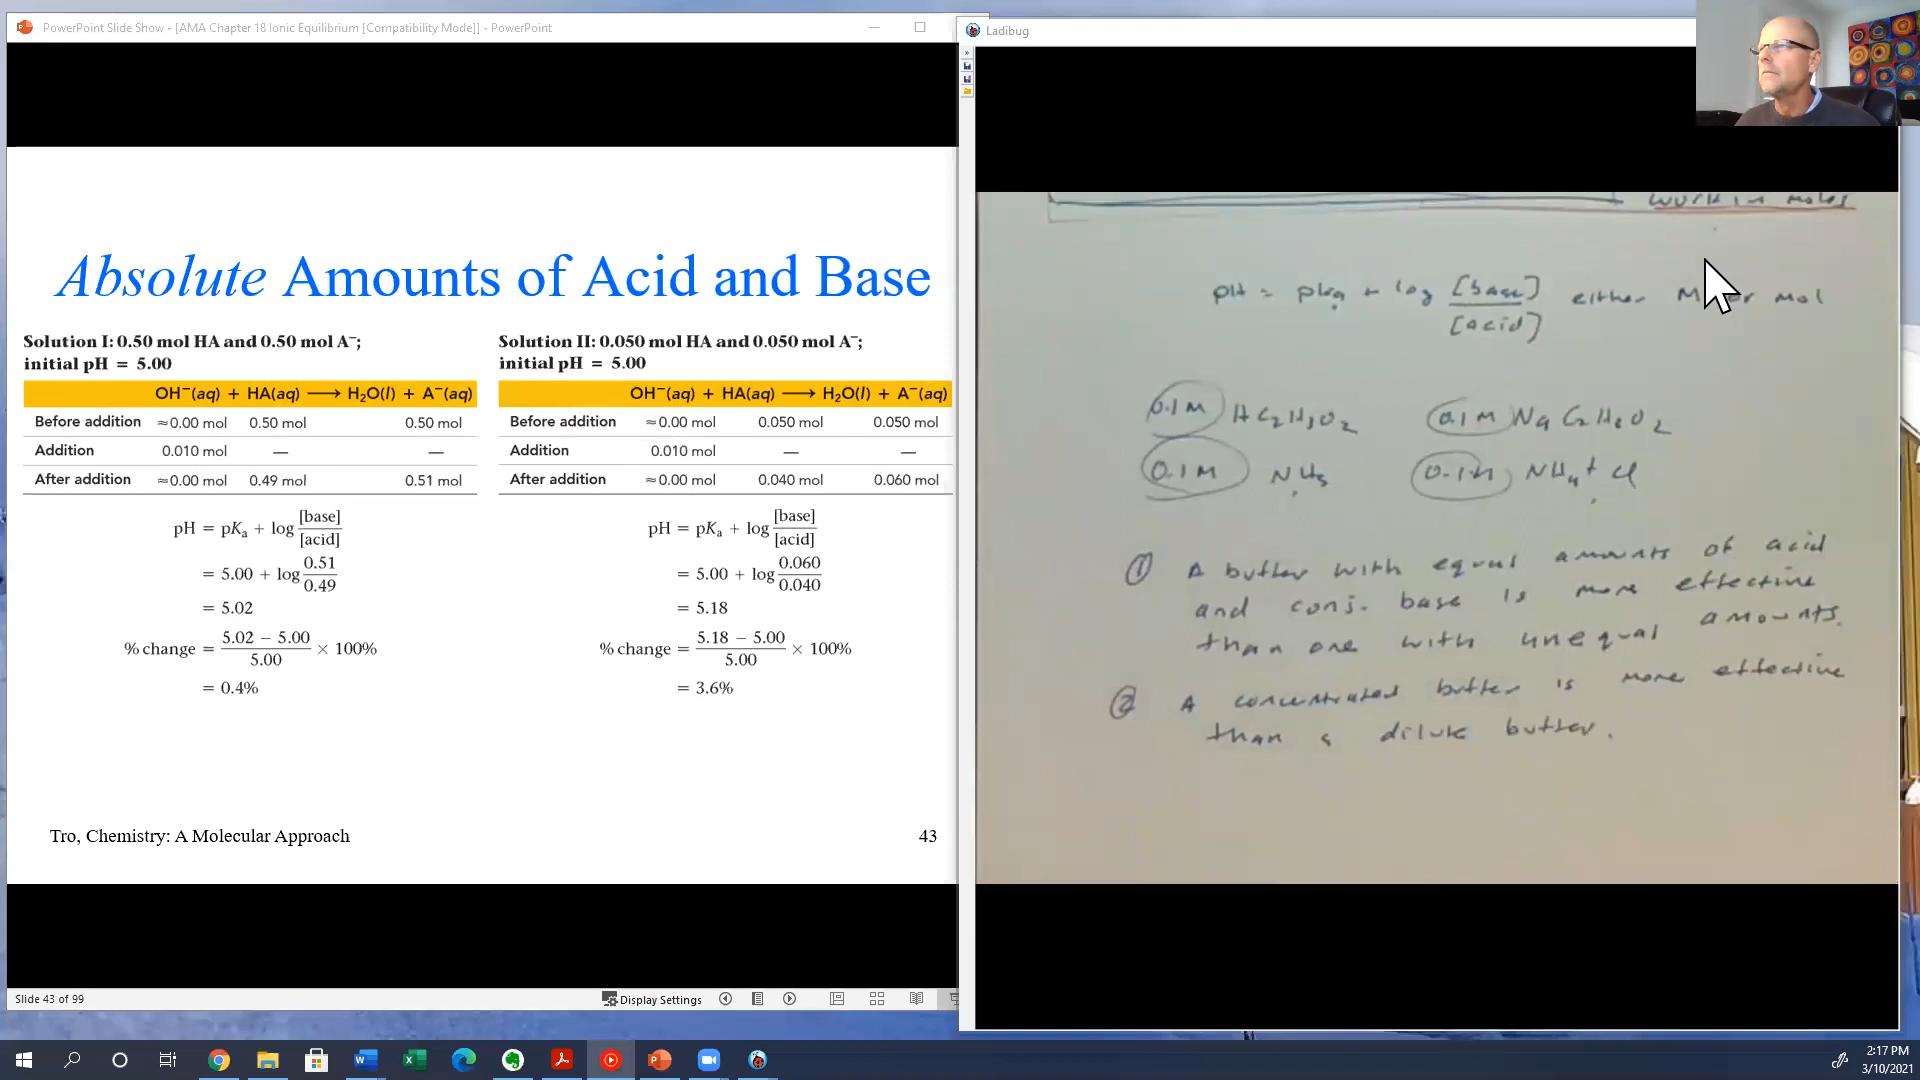 PowerPoint Slide Show - [AMA Chapter 18 Ionic Equilibrium [Compatibility Mode]] - PowerPoint
Absolute Amounts of Acid and Base
Solution I: 0.50 mol HA and 0.50 mol A⁻;
initial pH = 5.00
OH⁻(aq) + HA(aq) ⟶ H₂O(l) + A⁻(aq)
Before addition ≈0.00 mol 0.50 mol 0.50 mol
Addition 0.010 mol — —
After addition ≈0.00 mol 0.49 mol 0.51 mol
pH = pKₐ + log [base]/[acid]
= 5.00 + log 0.51/0.49
= 5.02
% change = (5.02 − 5.00)/5.00 × 100%
= 0.4%
Solution II: 0.050 mol HA and 0.050 mol A⁻;
initial pH = 5.00
OH⁻(aq) + HA(aq) ⟶ H₂O(l) + A⁻(aq)
Before addition ≈0.00 mol 0.050 mol 0.050 mol
Addition 0.010 mol — —
After addition ≈0.00 mol 0.040 mol 0.060 mol
pH = pKₐ + log [base]/[acid]
= 5.00 + log 0.060/0.040
= 5.18
% change = (5.18 − 5.00)/5.00 × 100%
= 3.6%
Tro, Chemistry: A Molecular Approach 43
Slide 43 of 99 Display Settings
Ladibug
work in moles
pH = pKa + log [base]/[acid] either M or mol
0.1 M HC₂H₃O₂ 0.1 M Na C₂H₃O₂
0.1 M NH₃ 0.1 M NH₄⁺ Cl
① A buffer with equal amounts of acid
and conj. base is more effective
than one with unequal amounts.
② A concentrated buffer is more effective
than a dilute buffer.
2:17 PM
3/10/2021